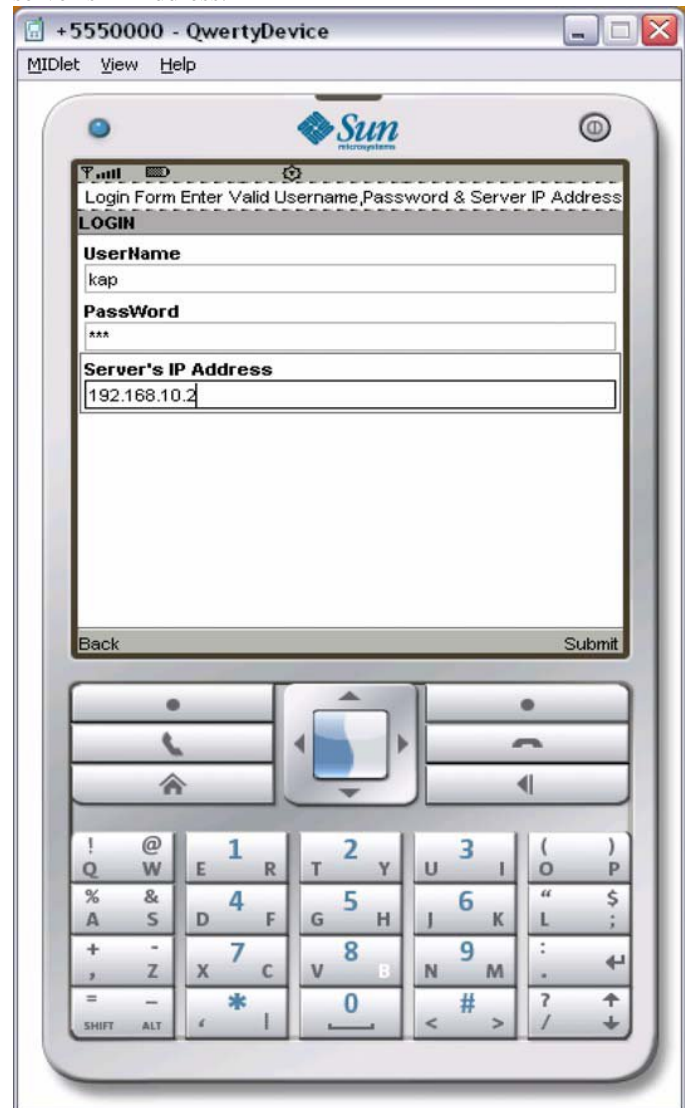 +5550000 - QwertyDevice
MIDlet View Help
Sun
microsystems
Login Form Enter Valid Username,Password & Server IP Address
LOGIN
UserName
kap
PassWord
***
Server's IP Address
192.168.10.2
Back Submit
! @ 1 2 3 ( )
Q W E R T Y U I O P
% & 4 5 6 “ $
A S D F G H J K L ;
+ - 7 8 9 :
, Z X C V B N M .
= – * 0 # ?
SHIFT ALT ‘ | < > /